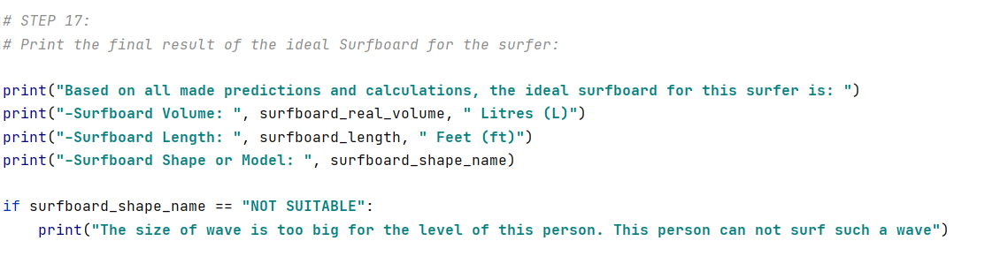 # STEP 17:
# Print the final result of the ideal Surfboard for the surfer:
print("Based on all made predictions and calculations, the ideal surfboard for this surfer is: ")
print("-Surfboard Volume: ", surfboard_real_volume, " Litres (L)")
print("-Surfboard Length: ", surfboard_length, " Feet (ft)")
print("-Surfboard Shape or Model: ", surfboard_shape_name)
if surfboard_shape_name == "NOT SUITABLE":
    print("The size of wave is too big for the level of this person. This person can not surf such a wave")